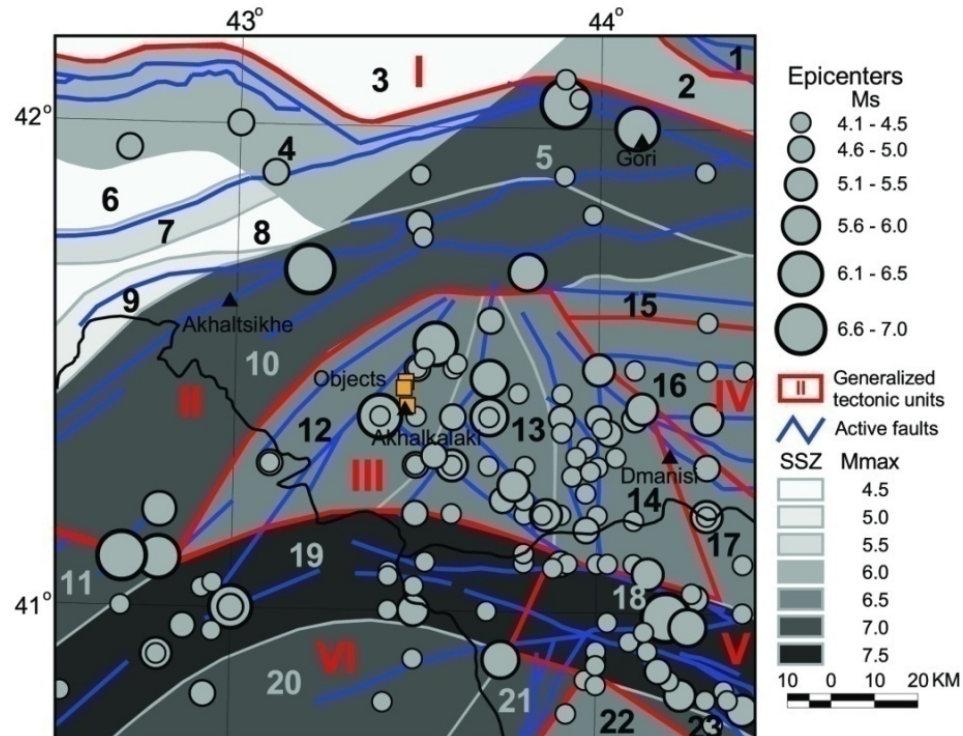 43°
44°
42°
41°
I
1
2
3
4
5
Gori
6
7
8
9
Akhaltsikhe
10
15
II
Objects
12
Akhalkalaki
13
16
IV
III
Dmanisi
14
17
11
19
18
V
VI
20
21
22
23
Epicenters
Ms
4.1 - 4.5
4.6 - 5.0
5.1 - 5.5
5.6 - 6.0
6.1 - 6.5
6.6 - 7.0
II Generalized
tectonic units
Active faults
SSZ Mmax
4.5
5.0
5.5
6.0
6.5
7.0
7.5
10 0 10 20 KM